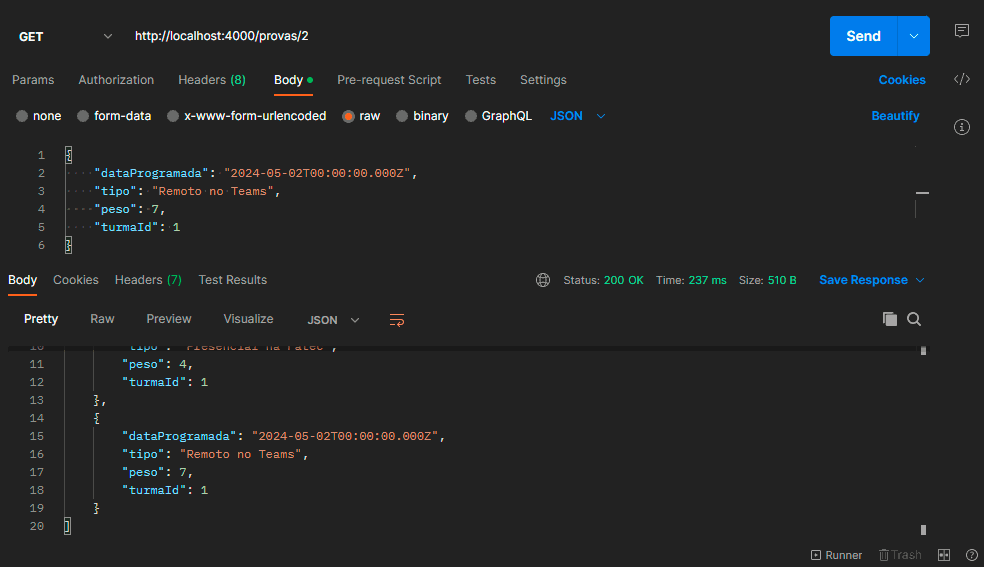 GET http://localhost:4000/provas/2 Send
Params Authorization Headers (8) Body Pre-request Script Tests Settings Cookies
none form-data x-www-form-urlencoded raw binary GraphQL JSON Beautify
1 {
2 "dataProgramada": "2024-05-02T00:00:00.000Z",
3 "tipo": "Remoto no Teams",
4 "peso": 7,
5 "turmaId": 1
6 }
Body Cookies Headers (7) Test Results Status: 200 OK Time: 237 ms Size: 510 B Save Response
Pretty Raw Preview Visualize JSON
10 "tipo": "Presencial na Fatec",
11 "peso": 4,
12 "turmaId": 1
13 },
14 {
15 "dataProgramada": "2024-05-02T00:00:00.000Z",
16 "tipo": "Remoto no Teams",
17 "peso": 7,
18 "turmaId": 1
19 }
20 ]
Runner Trash